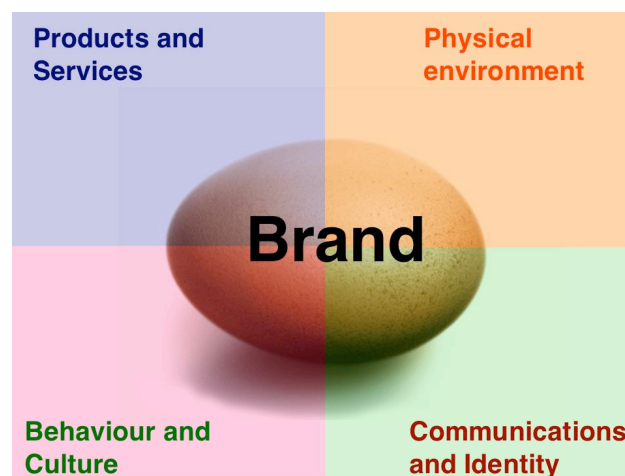 Products and
Services
Physical
environment
Brand
Behaviour and
Culture
Communications
and Identity